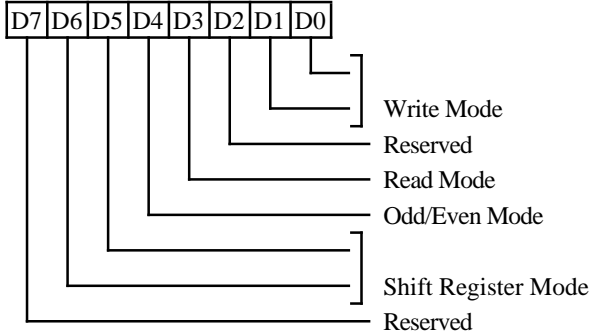 D7 D6 D5 D4 D3 D2 D1 D0
Write Mode
Reserved
Read Mode
Odd/Even Mode
Shift Register Mode
Reserved